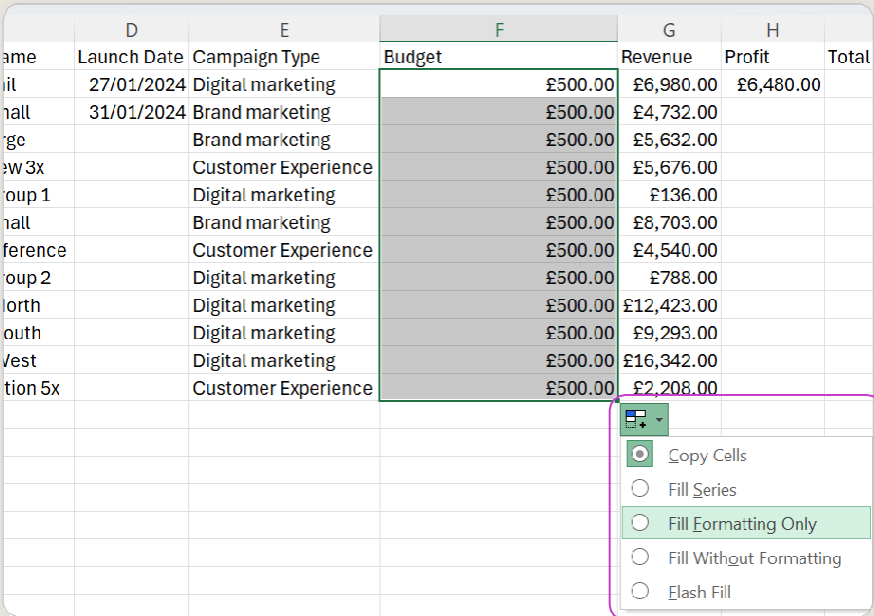 D E F G H
ame Launch Date Campaign Type Budget Revenue Profit Total
il 27/01/2024 Digital marketing £500.00 £6,980.00 £6,480.00
nall 31/01/2024 Brand marketing £500.00 £4,732.00
rge Brand marketing £500.00 £5,632.00
ew 3x Customer Experience £500.00 £5,676.00
roup 1 Digital marketing £500.00 £136.00
nall Brand marketing £500.00 £8,703.00
ference Customer Experience £500.00 £4,540.00
roup 2 Digital marketing £500.00 £788.00
lorth Digital marketing £500.00 £12,423.00
outh Digital marketing £500.00 £9,293.00
Vest Digital marketing £500.00 £16,342.00
tion 5x Customer Experience £500.00 £2,208.00
Copy Cells
Fill Series
Fill Formatting Only
Fill Without Formatting
Flash Fill